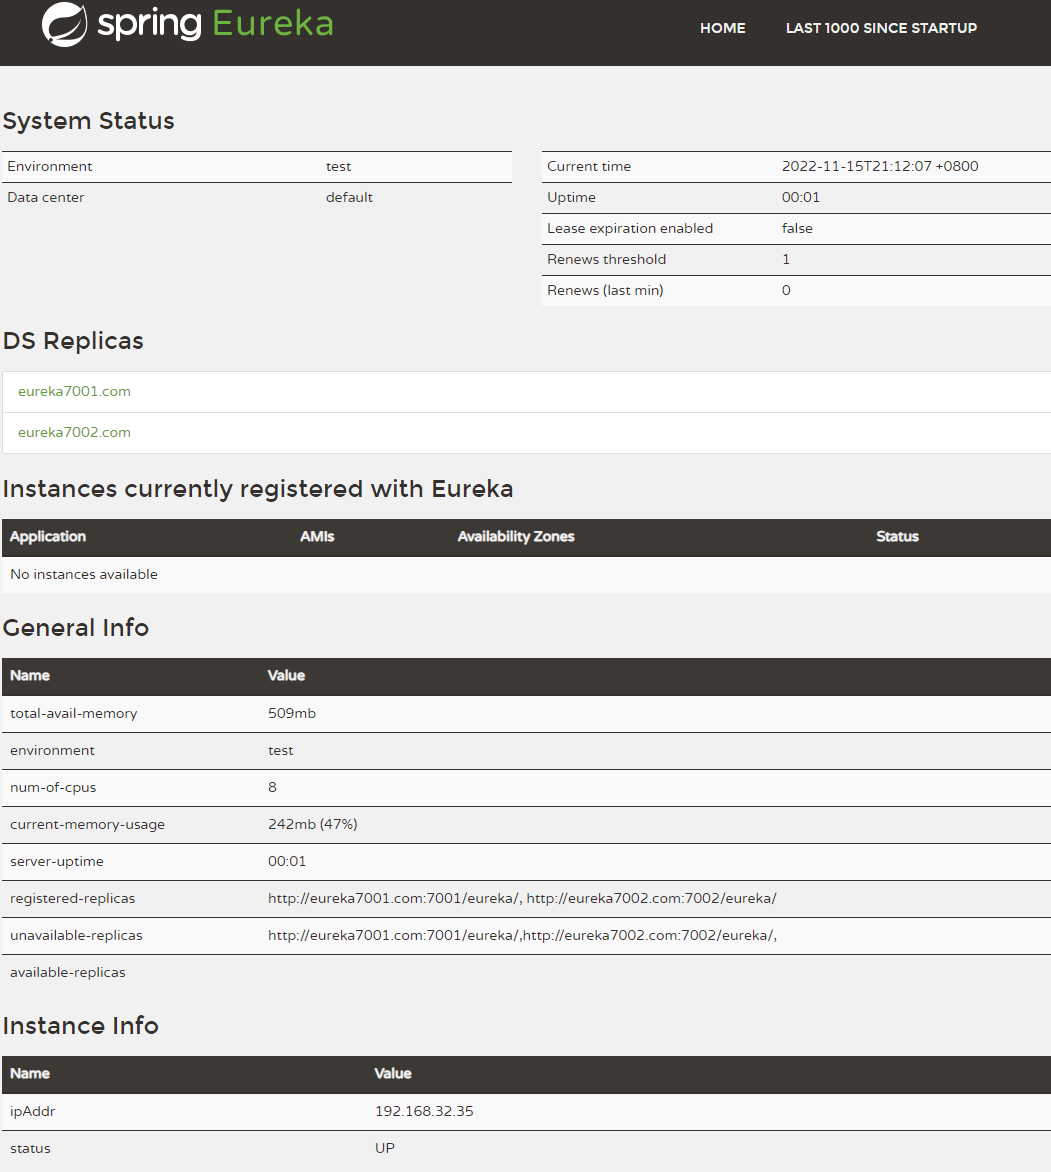 spring Eureka
HOME LAST 1000 SINCE STARTUP
System Status
Environment test
Data center default
Current time 2022-11-15T21:12:07 +0800
Uptime 00:01
Lease expiration enabled false
Renews threshold 1
Renews (last min) 0
DS Replicas
eureka7001.com
eureka7002.com
Instances currently registered with Eureka
Application AMIs Availability Zones Status
No instances available
General Info
Name Value
total-avail-memory 509mb
environment test
num-of-cpus 8
current-memory-usage 242mb (47%)
server-uptime 00:01
registered-replicas http://eureka7001.com:7001/eureka/, http://eureka7002.com:7002/eureka/
unavailable-replicas http://eureka7001.com:7001/eureka/,http://eureka7002.com:7002/eureka/,
available-replicas
Instance Info
Name Value
ipAddr 192.168.32.35
status UP